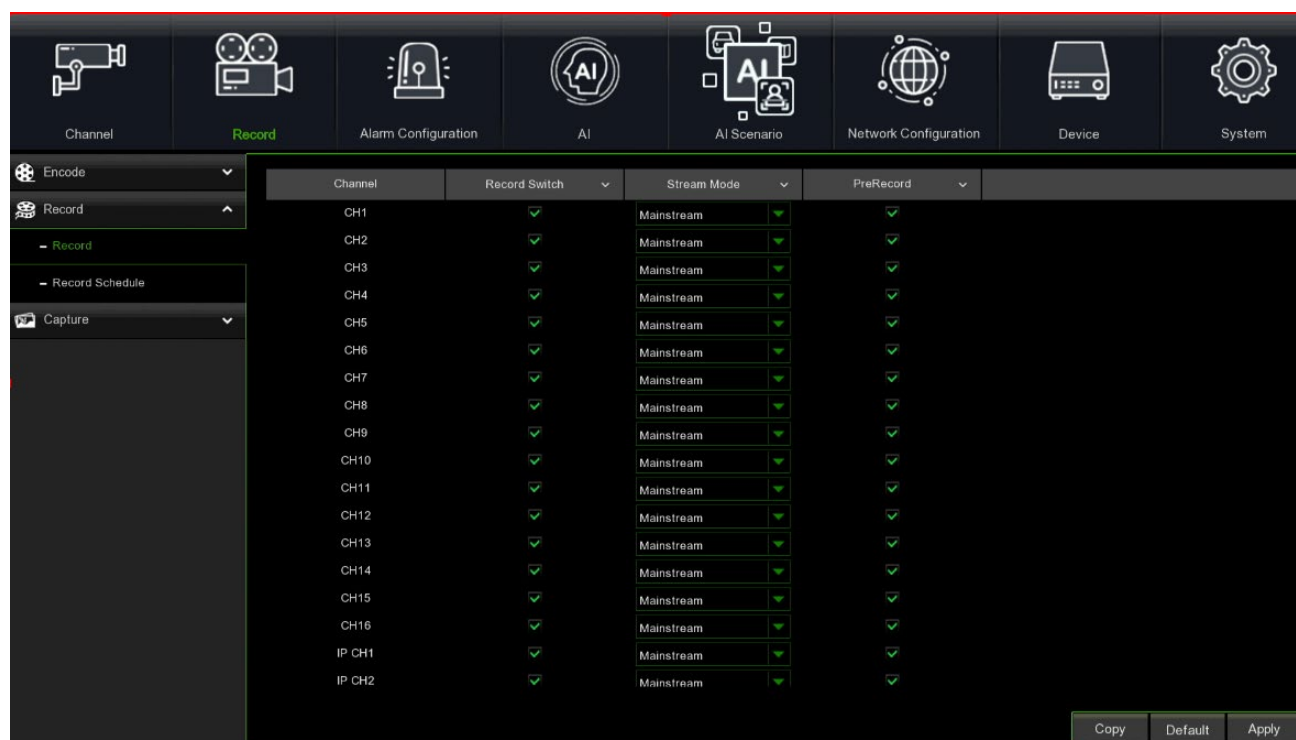 Channel Record Alarm Configuration AI AI Scenario Network Configuration Device System
Encode
Record
Record
Record Schedule
Capture
Channel Record Switch Stream Mode PreRecord
CH1 Mainstream
CH2 Mainstream
CH3 Mainstream
CH4 Mainstream
CH5 Mainstream
CH6 Mainstream
CH7 Mainstream
CH8 Mainstream
CH9 Mainstream
CH10 Mainstream
CH11 Mainstream
CH12 Mainstream
CH13 Mainstream
CH14 Mainstream
CH15 Mainstream
CH16 Mainstream
IP CH1 Mainstream
IP CH2 Mainstream
Copy Default Apply